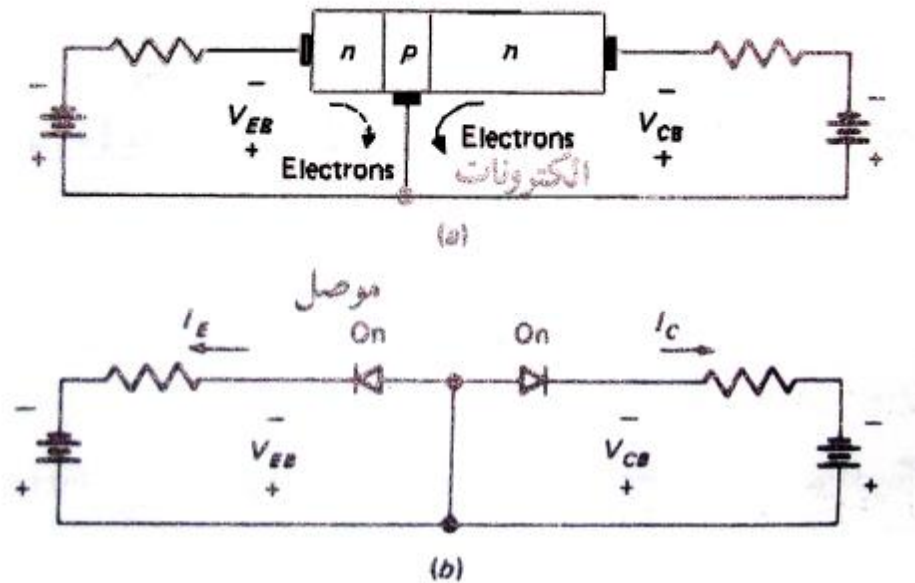 n p n
− − − −
V_EB V_CB
+ + + +
Electrons Electrons
الكترونات
(a)
موصل
I_E On On I_C
− − − −
V_EB V_CB
+ + + +
(b)